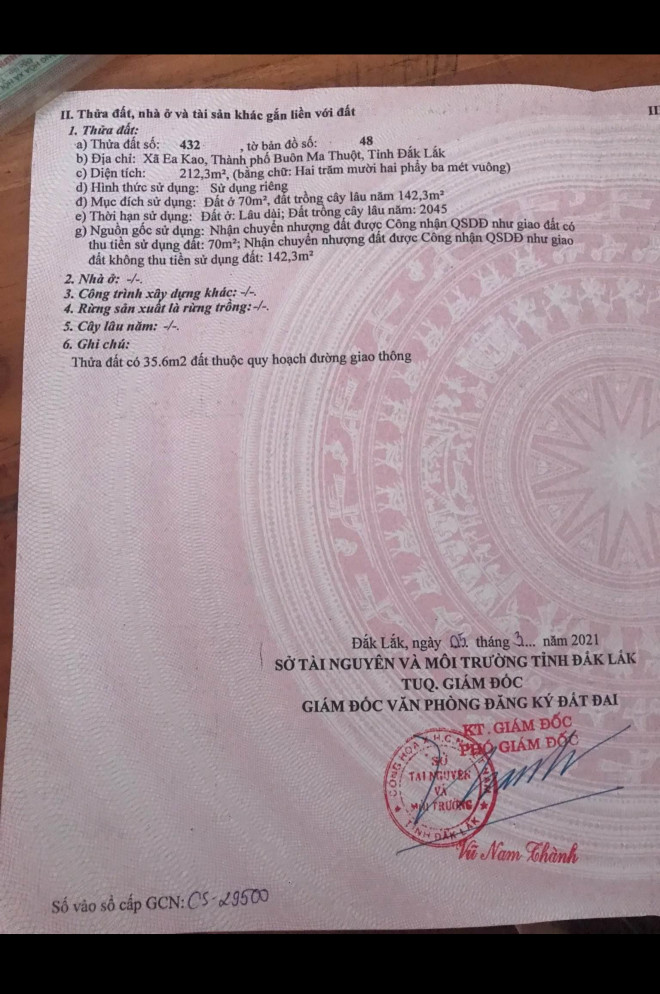 II. Thửa đất, nhà ở và tài sản khác gắn liền với đất
1. Thửa đất:
a) Thửa đất số: 432 , tờ bản đồ số: 48
b) Địa chỉ: Xã Ea Kao, Thành phố Buôn Ma Thuột, Tỉnh Đắk Lắk
c) Diện tích: 212,3m², (bằng chữ: Hai trăm mười hai phẩy ba mét vuông)
d) Hình thức sử dụng: Sử dụng riêng
đ) Mục đích sử dụng: Đất ở 70m², đất trồng cây lâu năm 142,3m²
e) Thời hạn sử dụng: Đất ở: Lâu dài; Đất trồng cây lâu năm: 2045
g) Nguồn gốc sử dụng: Nhận chuyển nhượng đất được Công nhận QSDĐ như giao đất có
thu tiền sử dụng đất: 70m²; Nhận chuyển nhượng đất được Công nhận QSDĐ như giao
đất không thu tiền sử dụng đất: 142,3m²
2. Nhà ở: -/-.
3. Công trình xây dựng khác: -/-.
4. Rừng sản xuất là rừng trồng: -/-.
5. Cây lâu năm: -/-.
6. Ghi chú:
Thửa đất có 35.6m2 đất thuộc quy hoạch đường giao thông
Đắk Lắk, ngày 05. tháng 3... năm 2021
SỞ TÀI NGUYÊN VÀ MÔI TRƯỜNG TỈNH ĐẮK LẮK
TUQ. GIÁM ĐỐC
GIÁM ĐỐC VĂN PHÒNG ĐĂNG KÝ ĐẤT ĐAI
KT. GIÁM ĐỐC
PHÓ GIÁM ĐỐC
SỞ
TÀI NGUYÊN
VÀ
MÔI TRƯỜNG
TỈNH ĐẮK LẮK
Vũ Nam Thành
Số vào sổ cấp GCN: CS-29500